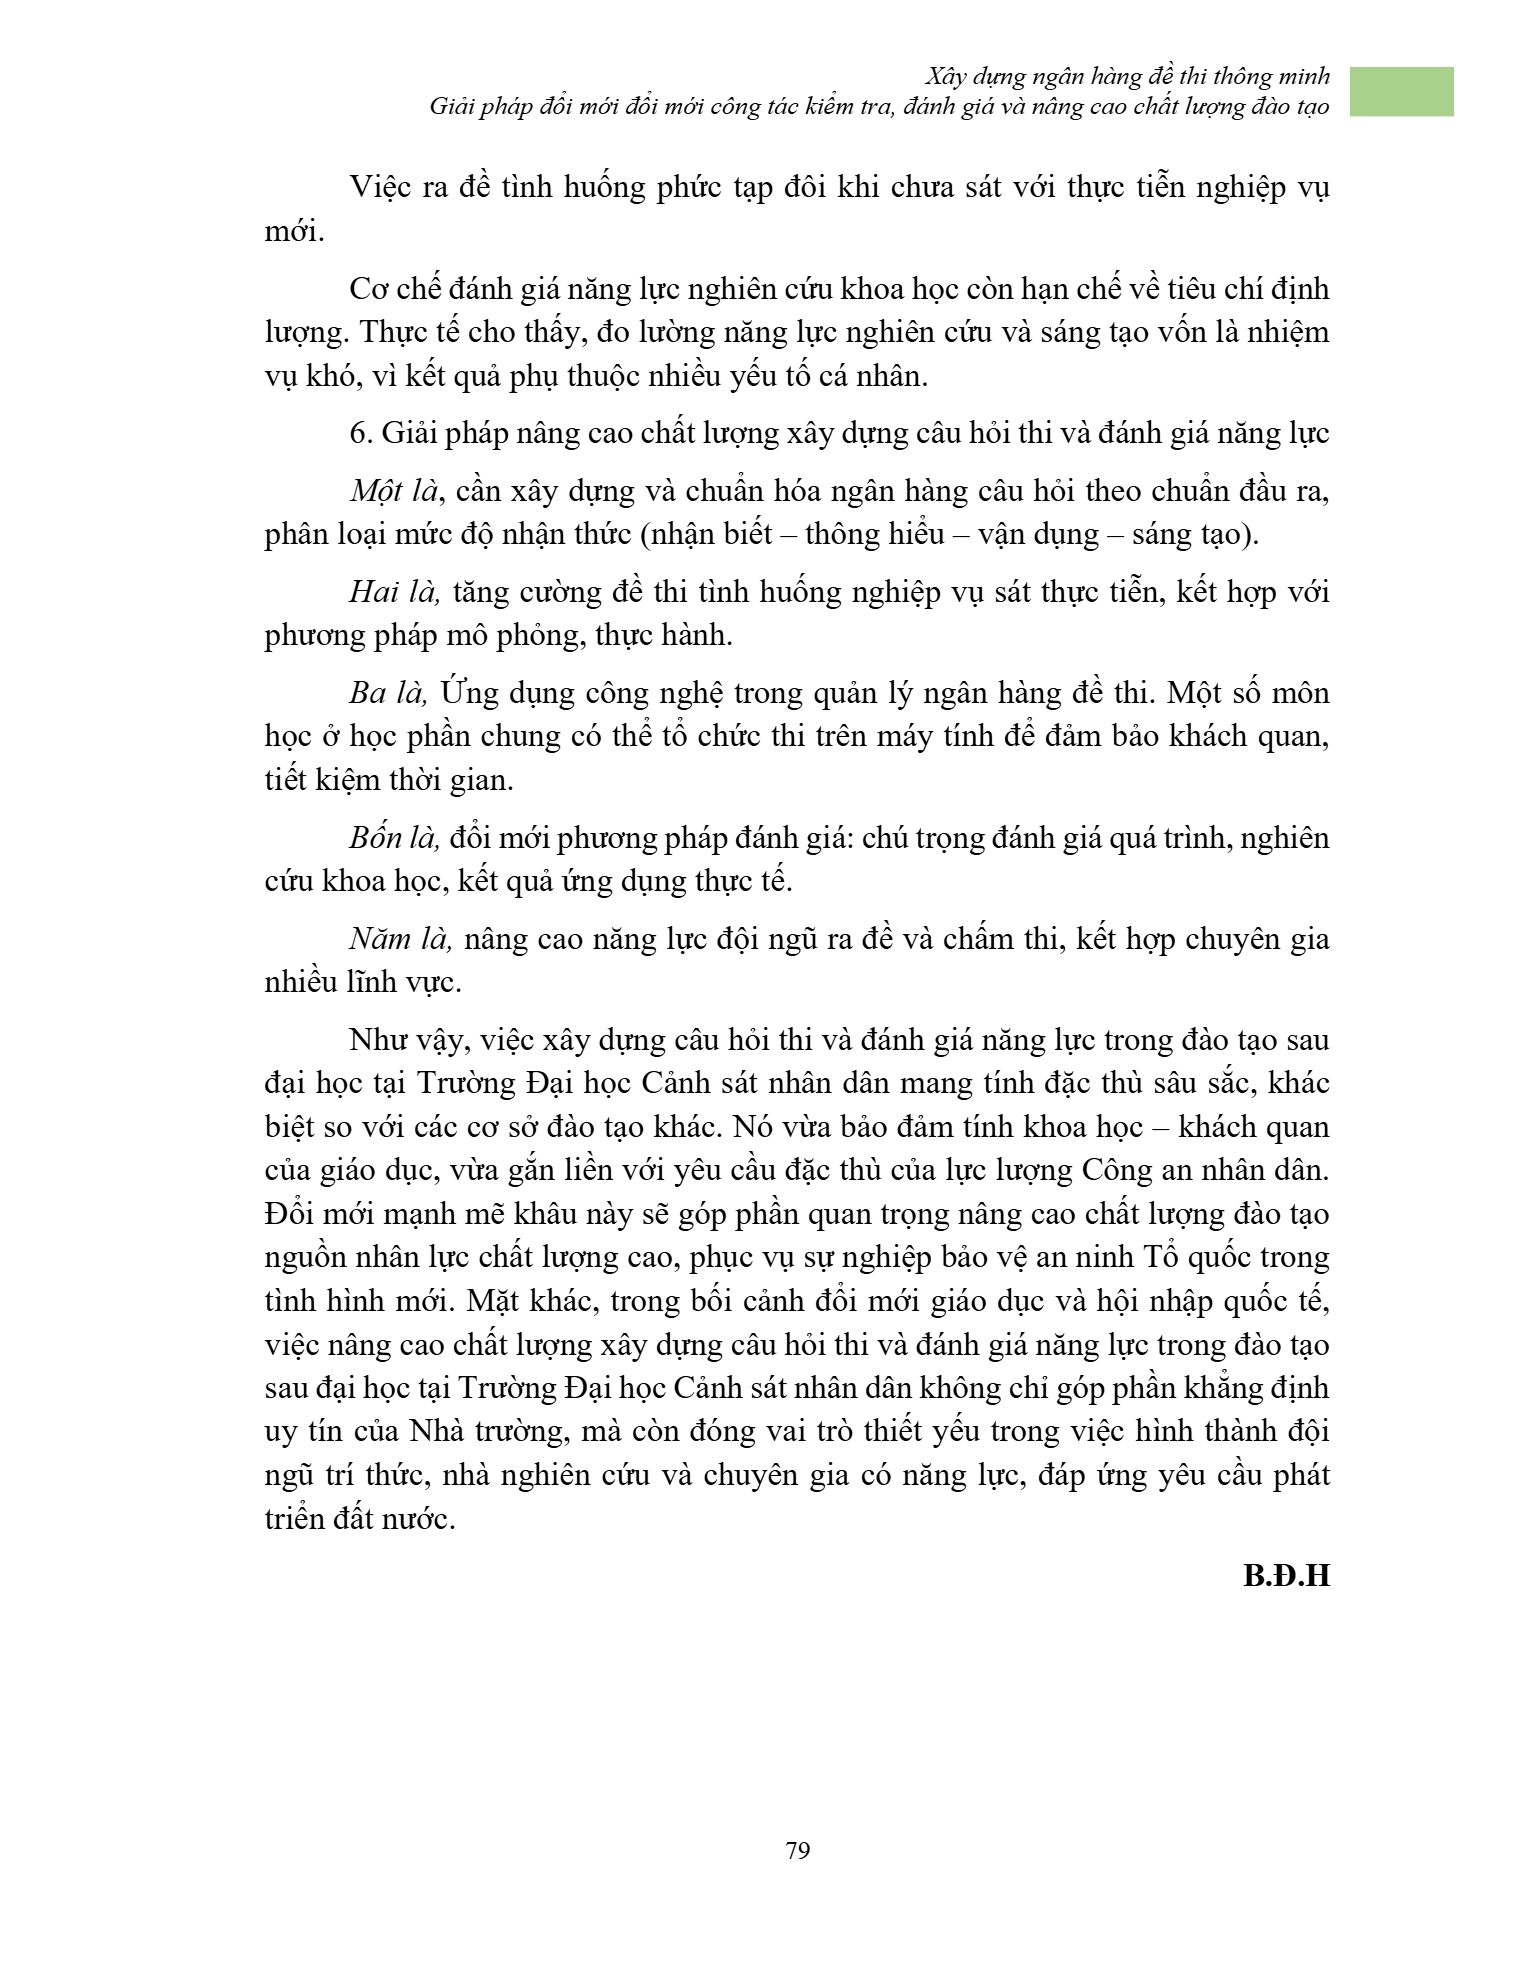 Xây dựng ngân hàng đề thi thông minh
Giải pháp đổi mới đổi mới công tác kiểm tra, đánh giá và nâng cao chất lượng đào tạo
Việc ra đề tình huống phức tạp đôi khi chưa sát với thực tiễn nghiệp vụ
mới.
Cơ chế đánh giá năng lực nghiên cứu khoa học còn hạn chế về tiêu chí định
lượng. Thực tế cho thấy, đo lường năng lực nghiên cứu và sáng tạo vốn là nhiệm
vụ khó, vì kết quả phụ thuộc nhiều yếu tố cá nhân.
6. Giải pháp nâng cao chất lượng xây dựng câu hỏi thi và đánh giá năng lực
Một là, cần xây dựng và chuẩn hóa ngân hàng câu hỏi theo chuẩn đầu ra,
phân loại mức độ nhận thức (nhận biết – thông hiểu – vận dụng – sáng tạo).
Hai là, tăng cường đề thi tình huống nghiệp vụ sát thực tiễn, kết hợp với
phương pháp mô phỏng, thực hành.
Ba là, Ứng dụng công nghệ trong quản lý ngân hàng đề thi. Một số môn
học ở học phần chung có thể tổ chức thi trên máy tính để đảm bảo khách quan,
tiết kiệm thời gian.
Bốn là, đổi mới phương pháp đánh giá: chú trọng đánh giá quá trình, nghiên
cứu khoa học, kết quả ứng dụng thực tế.
Năm là, nâng cao năng lực đội ngũ ra đề và chấm thi, kết hợp chuyên gia
nhiều lĩnh vực.
Như vậy, việc xây dựng câu hỏi thi và đánh giá năng lực trong đào tạo sau
đại học tại Trường Đại học Cảnh sát nhân dân mang tính đặc thù sâu sắc, khác
biệt so với các cơ sở đào tạo khác. Nó vừa bảo đảm tính khoa học – khách quan
của giáo dục, vừa gắn liền với yêu cầu đặc thù của lực lượng Công an nhân dân.
Đổi mới mạnh mẽ khâu này sẽ góp phần quan trọng nâng cao chất lượng đào tạo
nguồn nhân lực chất lượng cao, phục vụ sự nghiệp bảo vệ an ninh Tổ quốc trong
tình hình mới. Mặt khác, trong bối cảnh đổi mới giáo dục và hội nhập quốc tế,
việc nâng cao chất lượng xây dựng câu hỏi thi và đánh giá năng lực trong đào tạo
sau đại học tại Trường Đại học Cảnh sát nhân dân không chỉ góp phần khẳng định
uy tín của Nhà trường, mà còn đóng vai trò thiết yếu trong việc hình thành đội
ngũ trí thức, nhà nghiên cứu và chuyên gia có năng lực, đáp ứng yêu cầu phát
triển đất nước.
B.Đ.H
79